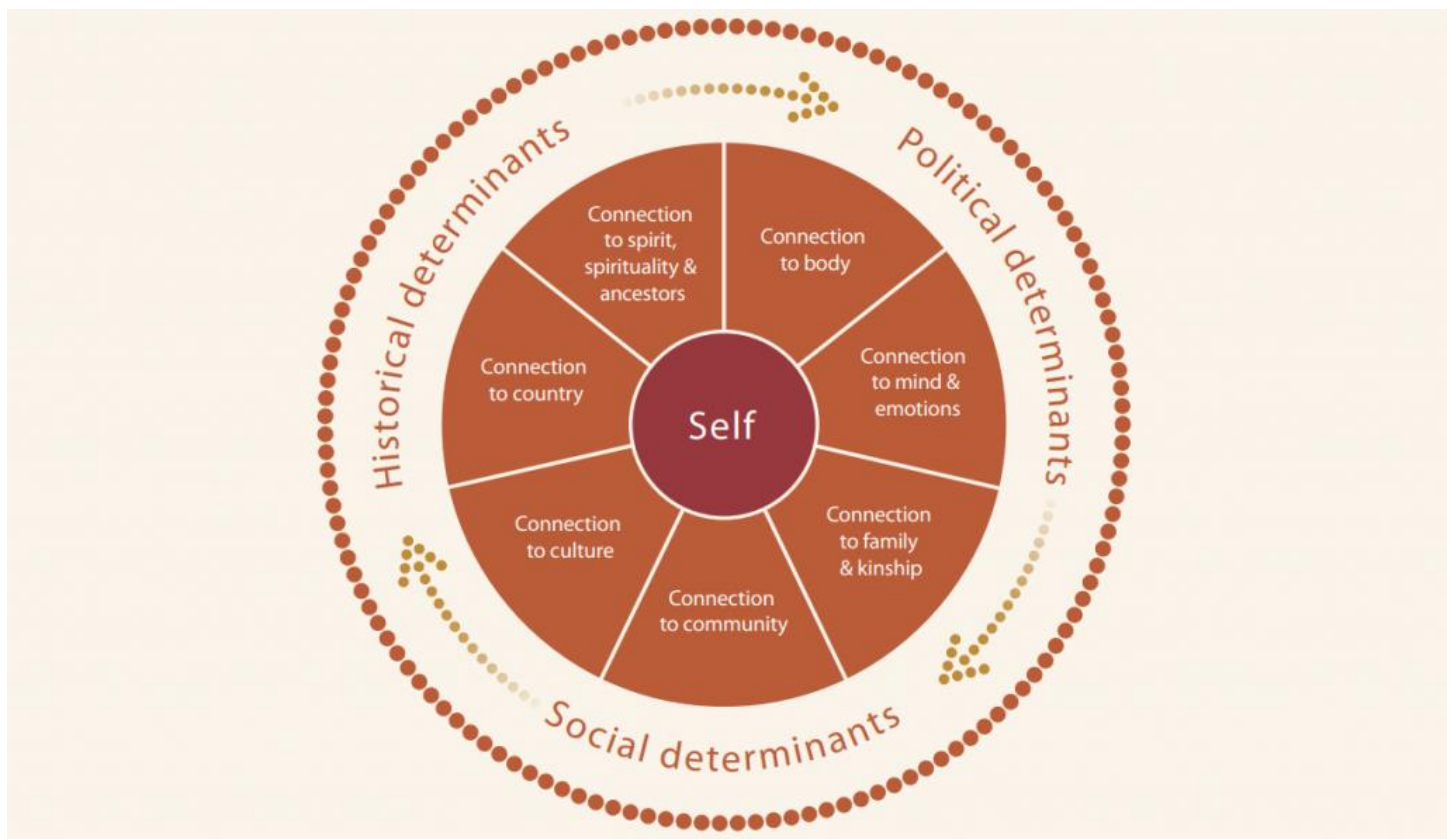 Historical determinants
Political determinants
Connection
to spirit,
spirituality &
ancestors
Connection
to body
Connection
to country
Connection
to mind &
emotions
Self
Connection
to culture
Connection
to family
& kinship
Connection
to community
Social determinants